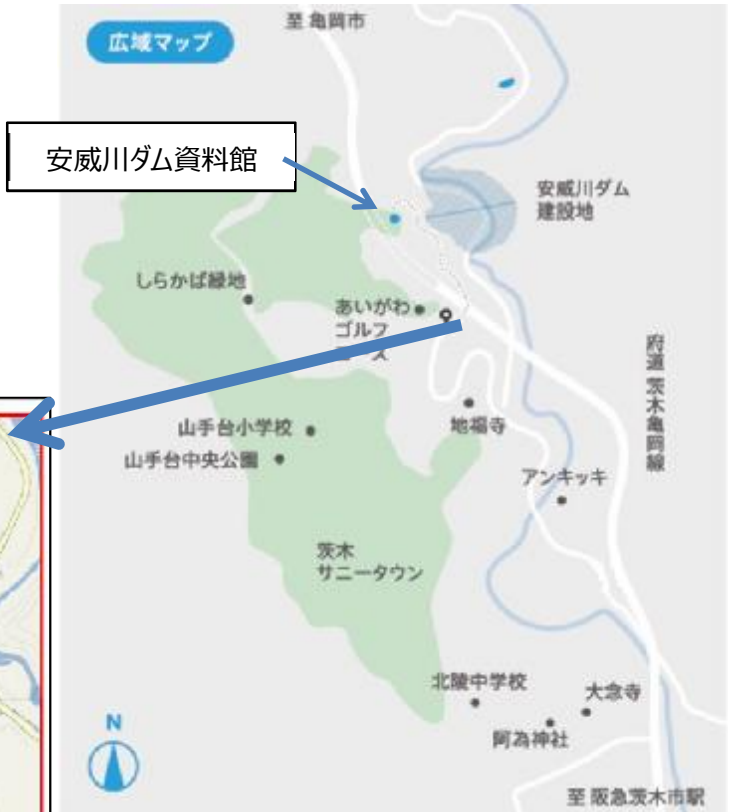 広域マップ
至 亀岡市
安威川ダム資料館
安威川ダム
建設地
しらかば緑地
あいがわ
ゴルフ
府道 茨木亀岡線
山手台小学校
地福寺
山手台中央公園
アンキッキ
茨木
サニータウン
北陵中学校
大念寺
阿為神社
N
至 阪急茨木市駅